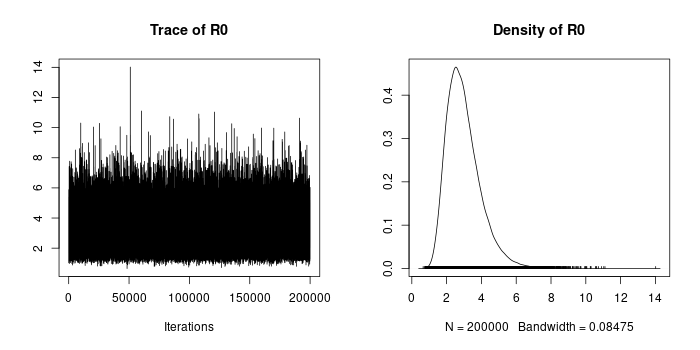 Trace of R0
14
12
10
8
6
4
2
0 50000 100000 150000 200000
Iterations
Density of R0
0.4
0.3
0.2
0.1
0.0
0 2 4 6 8 10 12 14
N = 200000 Bandwidth = 0.08475